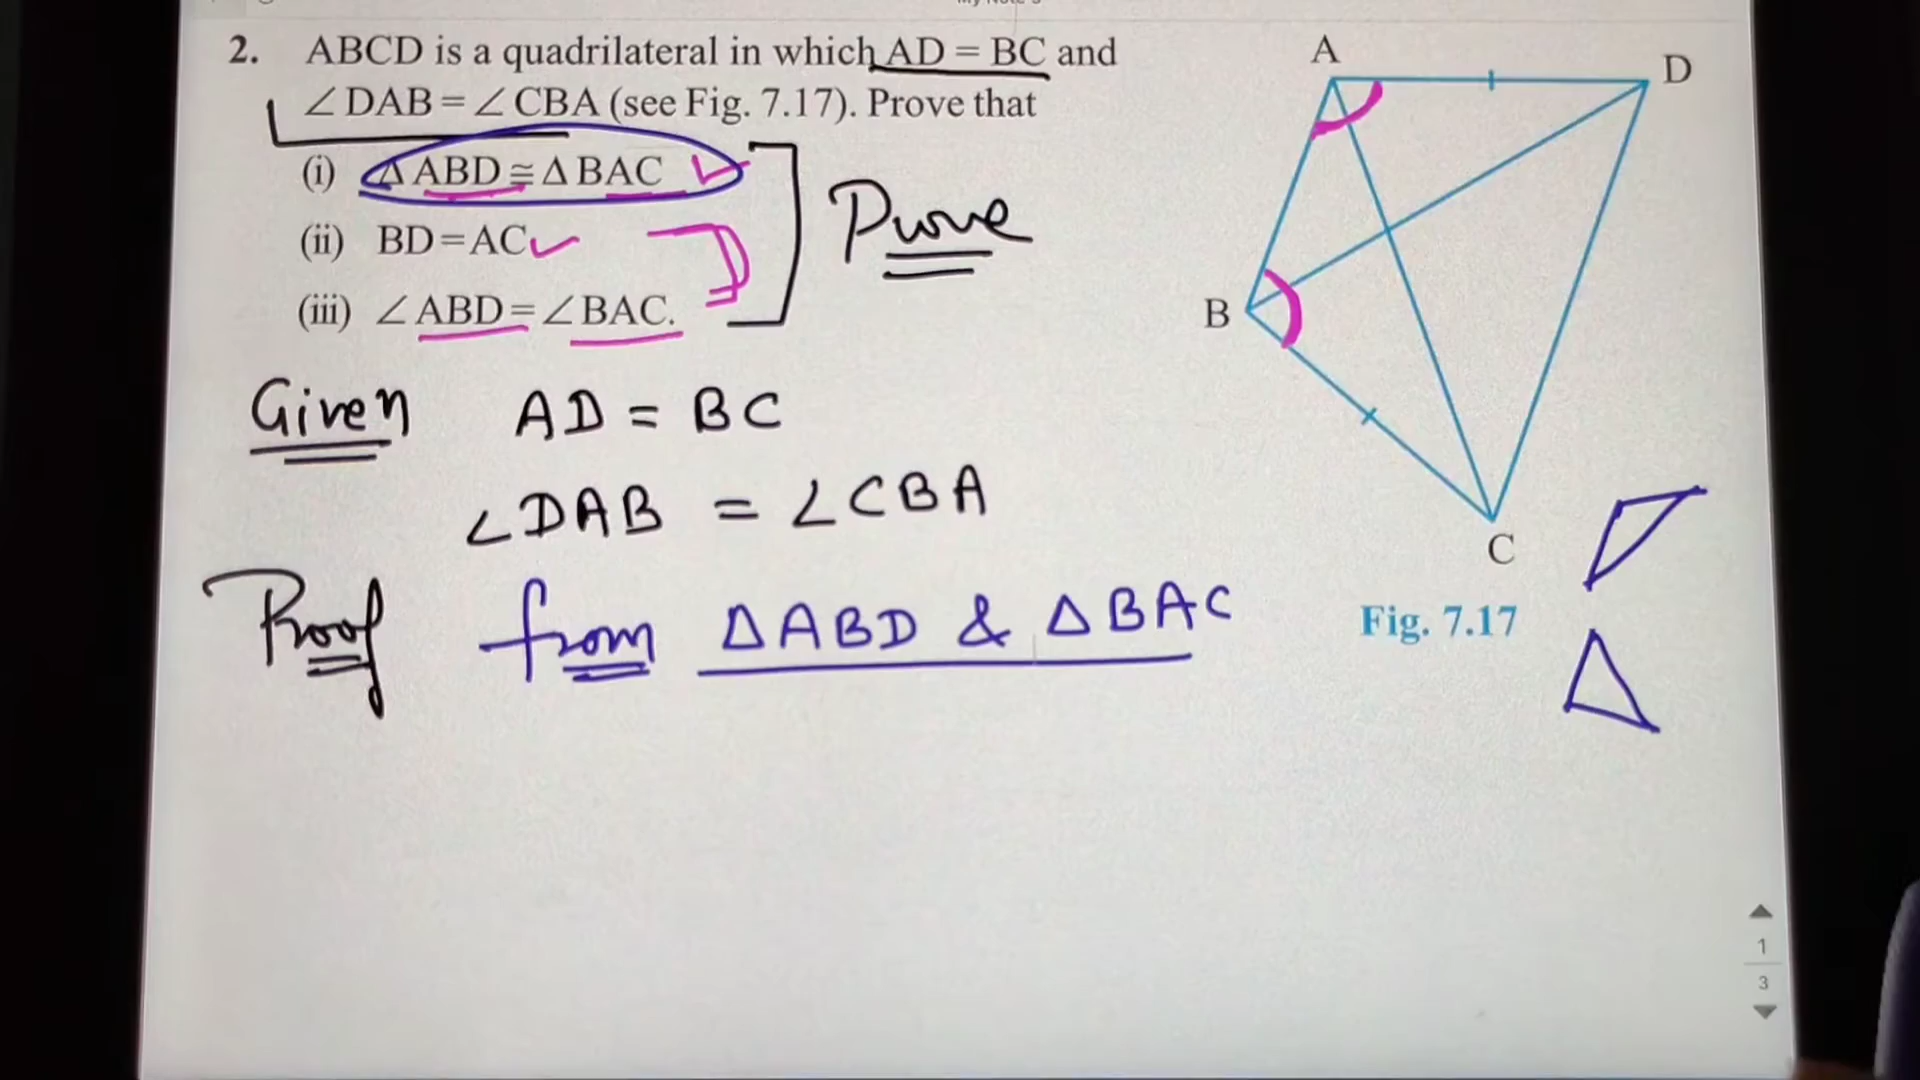 2. ABCD is a quadrilateral in which AD = BC and
∠DAB = ∠CBA (see Fig. 7.17). Prove that
(i) ΔABD ≅ ΔBAC
(ii) BD = AC
(iii) ∠ABD = ∠BAC.
Prove
A
D
B
C
Fig. 7.17
Given AD = BC
∠DAB = ∠CBA
Proof from ΔABD & ΔBAC
1
3